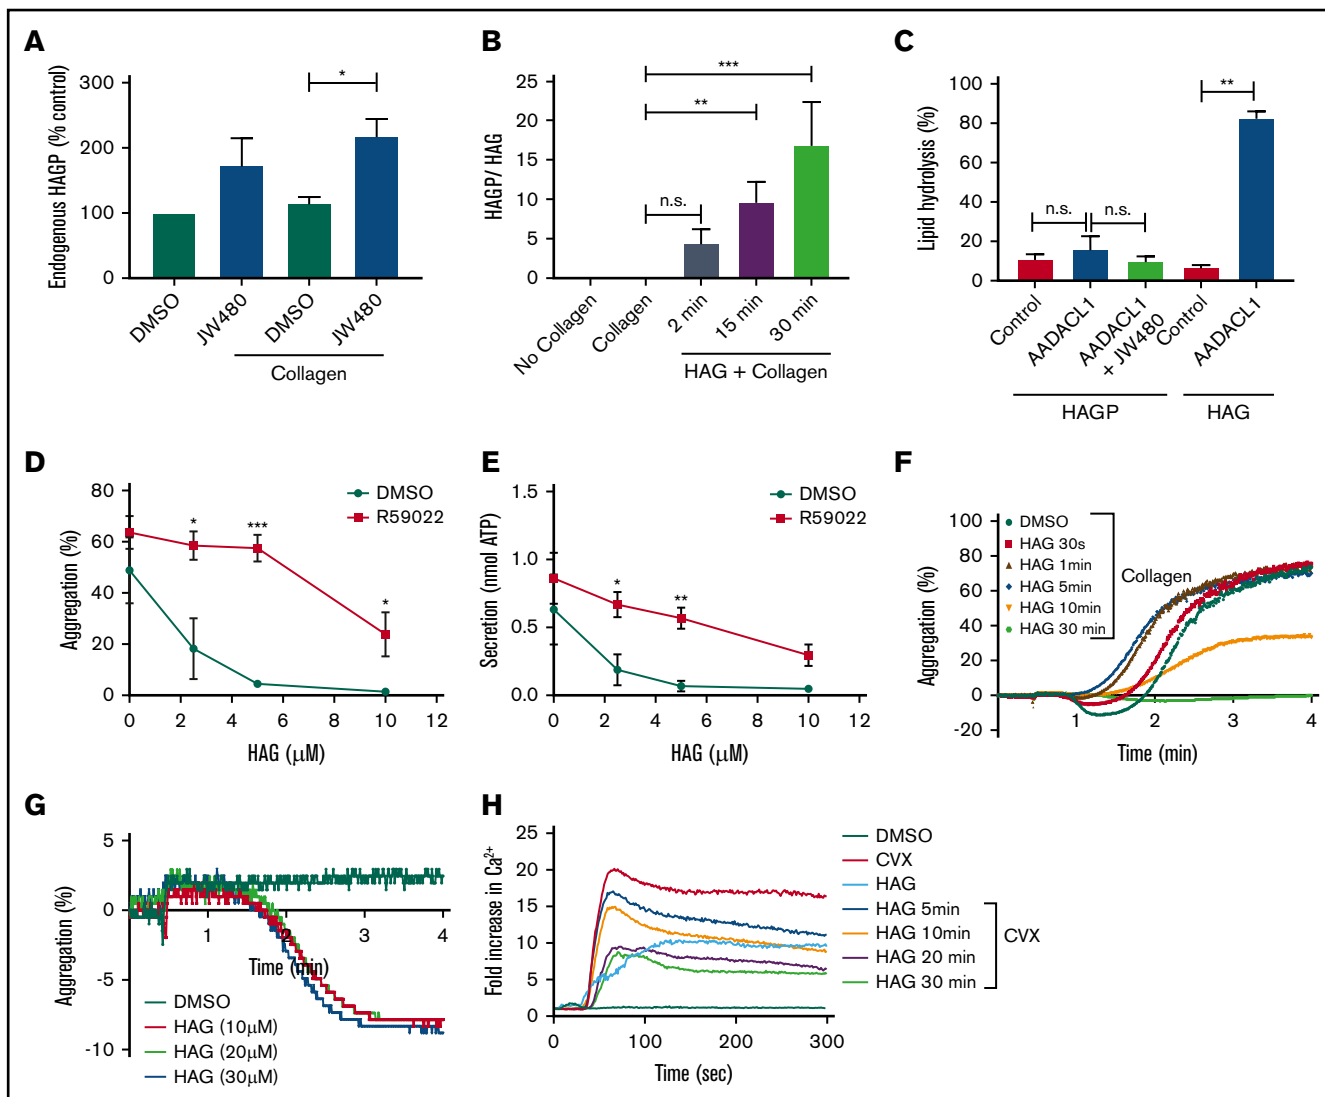 A
Endogenous HAGP (% control)
300
200
100
0
*
DMSO
JW480
DMSO
JW480
Collagen
B
HAGP/ HAG
25
20
15
10
5
0
***
**
n.s.
No Collagen
Collagen
2 min
15 min
30 min
HAG + Collagen
C
Lipid hydrolysis (%)
100
80
60
40
20
0
**
n.s.
n.s.
Control
AADACL1
AADACL1
+ JW480
Control
AADACL1
HAGP
HAG
D
Aggregation (%)
80
60
40
20
0
DMSO
R59022
*
***
*
0 2 4 6 8 10 12
HAG (μM)
E
Secretion (nmol ATP)
1.5
1.0
0.5
0.0
DMSO
R59022
*
**
0 2 4 6 8 10 12
HAG (μM)
F
Aggregation (%)
100
80
60
40
20
0
-20
DMSO
HAG 30s
HAG 1min
HAG 5min
HAG 10min
HAG 30 min
Collagen
1 2 3 4
Time (min)
G
Aggregation (%)
5
0
-5
-10
1 2 3 4
Time (min)
DMSO
HAG (10μM)
HAG (20μM)
HAG (30μM)
H
Fold increase in Ca2+
25
20
15
10
5
0
0 100 200 300
Time (sec)
DMSO
CVX
HAG
HAG 5min
HAG 10min
HAG 20 min
HAG 30 min
CVX